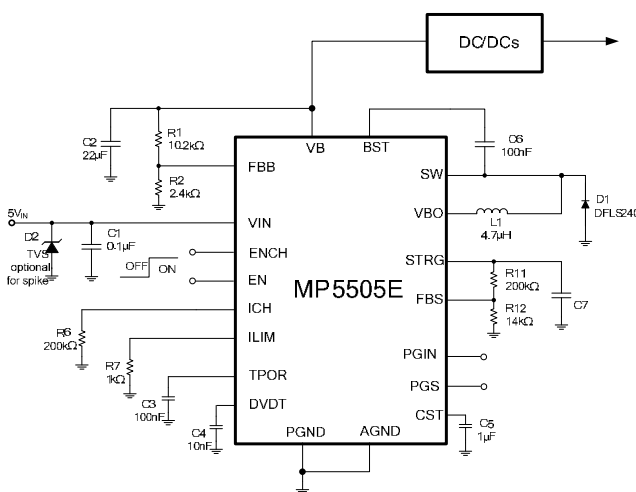 DC/DCs
C2
22µF
R1
10.2kΩ
R2
2.4kΩ
VB
BST
C6
100nF
FBB
SW
5VIN
VIN
VBO
L1
4.7µH
D1
DFLS240
D2
TVS
optional
for spike
C1
0.1µF
ENCH
OFF
ON
EN
STRG
R11
200kΩ
C7
MP5505E
FBS
R12
14kΩ
ICH
R6
200kΩ
ILIM
R7
1kΩ
PGIN
TPOR
PGS
C3
100nF
DVDT
CST
C5
1µF
C4
10nF
PGND
AGND